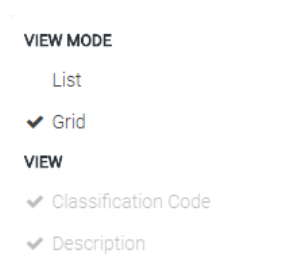 VIEW MODE
List
Grid
VIEW
Classification Code
Description